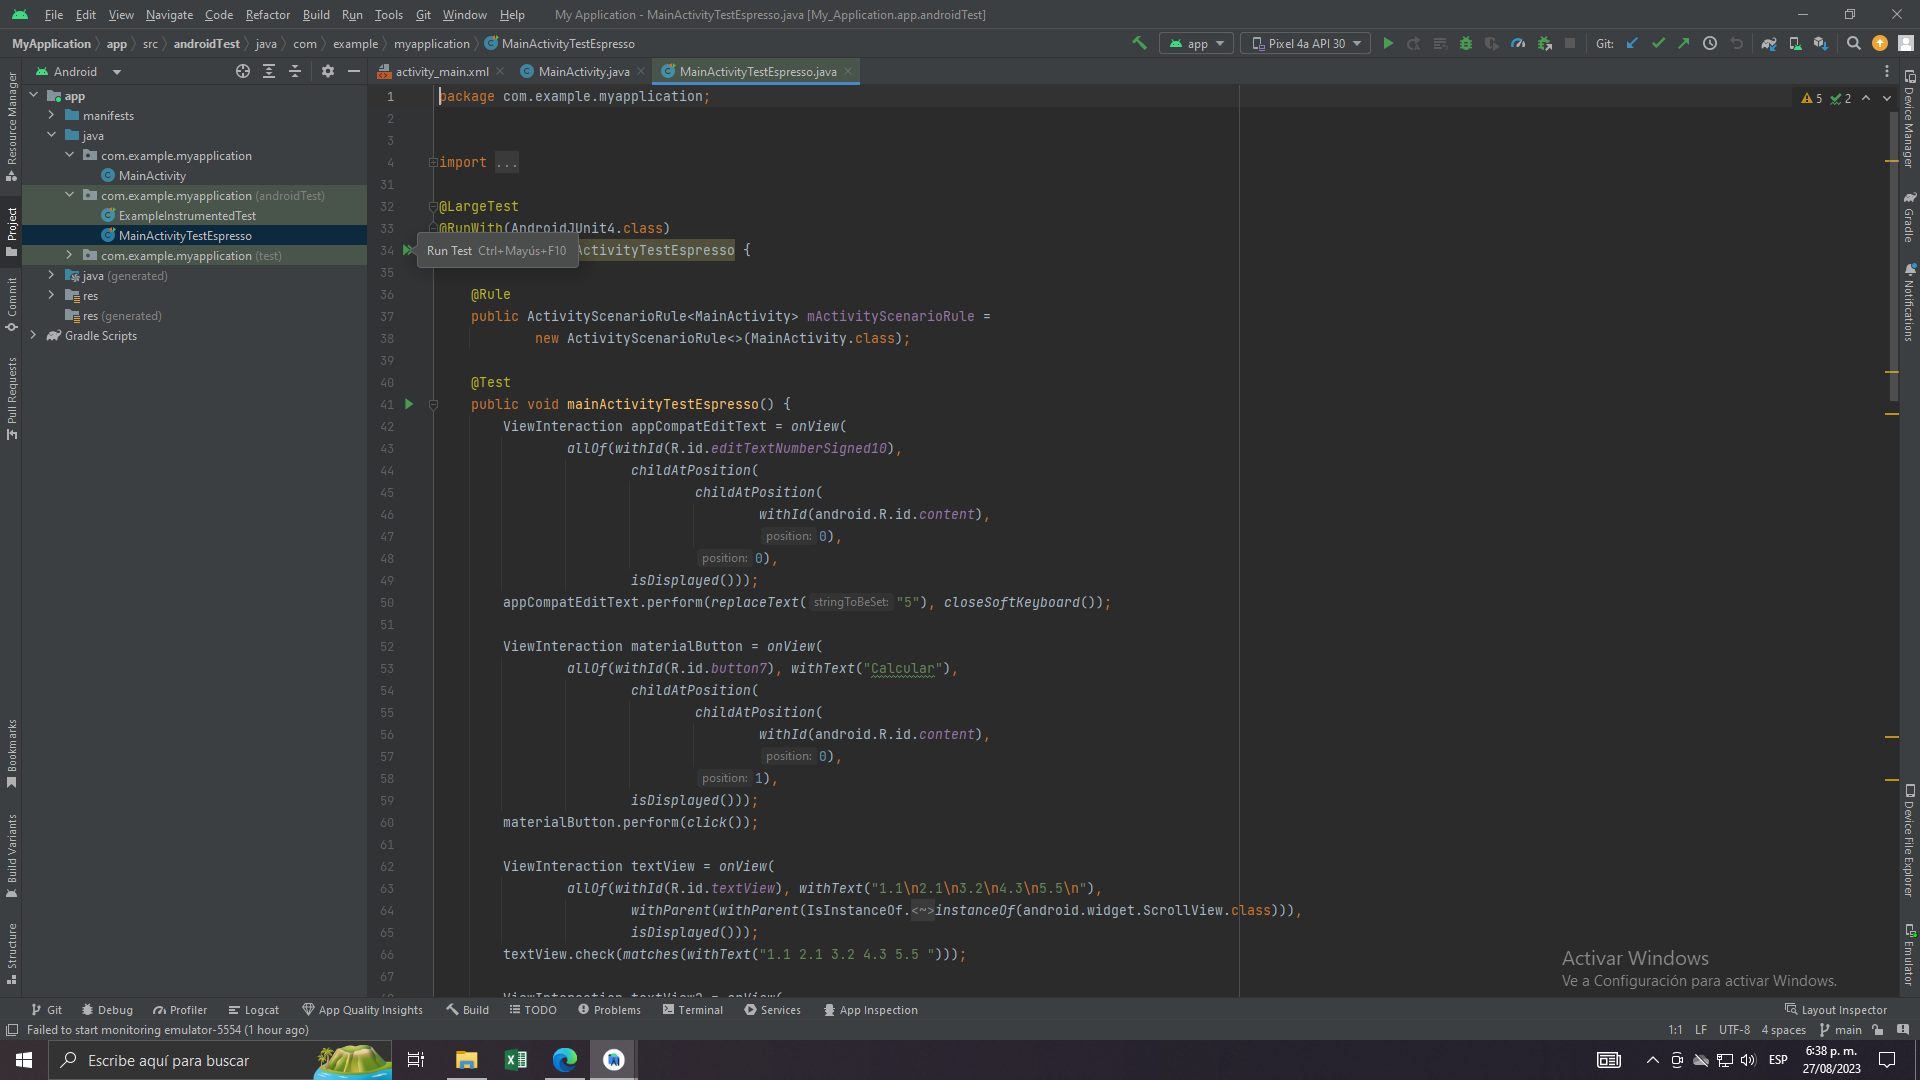 File Edit View Navigate Code Refactor Build Run Tools Git Window Help My Application - MainActivityTestEspresso.java [My_Application.app.androidTest]
MyApplication app src androidTest java com example myapplication MainActivityTestEspresso app Pixel 4a API 30 Git:
Android activity_main.xml MainActivity.java MainActivityTestEspresso.java
Resource Manager
Project
Commit
Pull Requests
Bookmarks
Build Variants
Structure
app
manifests
java
com.example.myapplication
MainActivity
com.example.myapplication (androidTest)
ExampleInstrumentedTest
MainActivityTestEspresso
com.example.myapplication (test)
java (generated)
res
res (generated)
Gradle Scripts
5 2
1 package com.example.myapplication;
2
3
4 import ...
31
32 @LargeTest
33 @RunWith(AndroidJUnit4.class)
34 Run Test Ctrl+Mayús+F10 ActivityTestEspresso {
35
36 @Rule
37 public ActivityScenarioRule<MainActivity> mActivityScenarioRule =
38 new ActivityScenarioRule<>(MainActivity.class);
39
40 @Test
41 public void mainActivityTestEspresso() {
42 ViewInteraction appCompatEditText = onView(
43 allOf(withId(R.id.editTextNumberSigned10),
44 childAtPosition(
45 childAtPosition(
46 withId(android.R.id.content),
47 position: 0),
48 position: 0),
49 isDisplayed()));
50 appCompatEditText.perform(replaceText( stringToBeSet: "5"), closeSoftKeyboard());
51
52 ViewInteraction materialButton = onView(
53 allOf(withId(R.id.button7), withText("Calcular"),
54 childAtPosition(
55 childAtPosition(
56 withId(android.R.id.content),
57 position: 0),
58 position: 1),
59 isDisplayed()));
60 materialButton.perform(click());
61
62 ViewInteraction textView = onView(
63 allOf(withId(R.id.textView), withText("1.1\n2.1\n3.2\n4.3\n5.5\n"),
64 withParent(withParent(IsInstanceOf.<~>instanceOf(android.widget.ScrollView.class))),
65 isDisplayed()));
66 textView.check(matches(withText("1.1 2.1 3.2 4.3 5.5 ")));
67
Device Manager
Gradle
Notifications
Device File Explorer
Emulator
Activar Windows
Ve a Configuración para activar Windows.
Git Debug Profiler Logcat App Quality Insights Build TODO Problems Terminal Services App Inspection Layout Inspector
Failed to start monitoring emulator-5554 (1 hour ago) 1:1 LF UTF-8 4 spaces main
Escribe aquí para buscar ESP 6:38 p. m.
27/08/2023